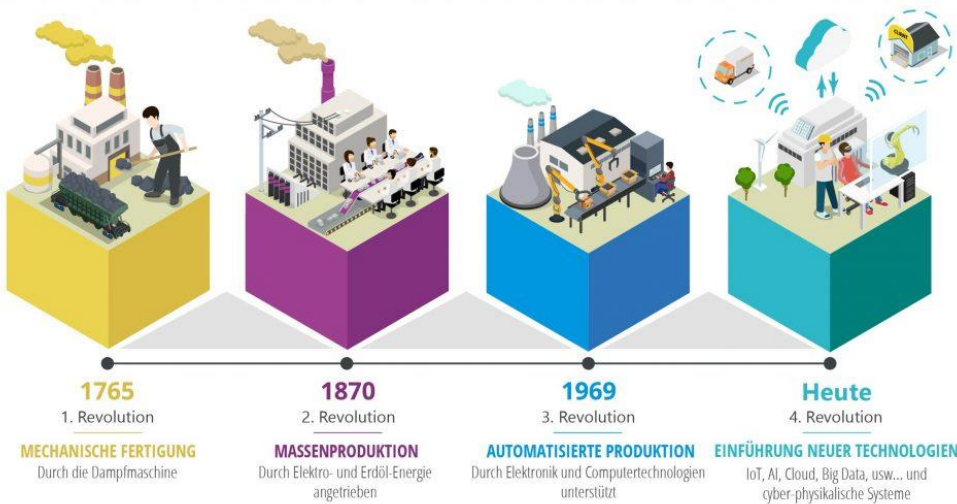 CLIENT
1765
1. Revolution
MECHANISCHE FERTIGUNG
Durch die Dampfmaschine
1870
2. Revolution
MASSENPRODUKTION
Durch Elektro- und Erdöl-Energie
angetrieben
1969
3. Revolution
AUTOMATISIERTE PRODUKTION
Durch Elektronik und Computertechnologien
unterstützt
Heute
4. Revolution
EINFÜHRUNG NEUER TECHNOLOGIEN
IoT, AI, Cloud, Big Data, usw... und
cyber-physikalische Systeme